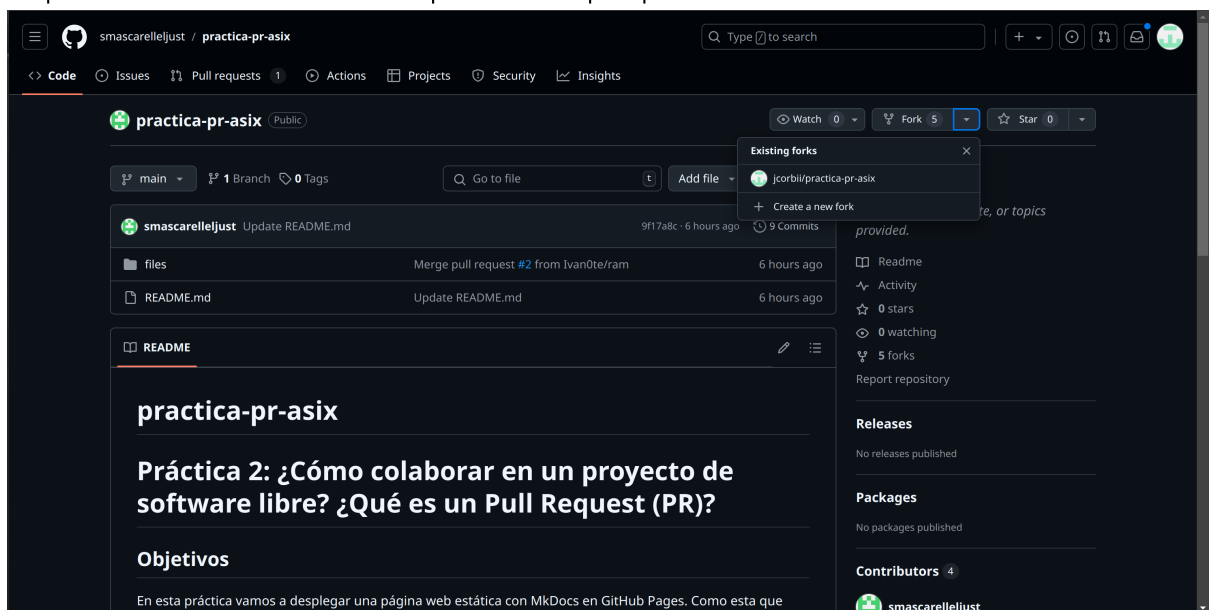 smascarelleljust / practica-pr-asix
Type / to search
Code
Issues
Pull requests 1
Actions
Projects
Security
Insights
practica-pr-asix Public
Watch 0
Fork 5
Star 0
Existing forks
jcorbii/practica-pr-asix
Create a new fork
main
1 Branch
0 Tags
Go to file
t
Add file
te, or topics
provided.
smascarelleljust Update README.md
9f17a8c · 6 hours ago
9 Commits
files
Merge pull request #2 from Ivan0te/ram
6 hours ago
README.md
Update README.md
6 hours ago
Readme
Activity
0 stars
0 watching
5 forks
Report repository
README
practica-pr-asix
Práctica 2: ¿Cómo colaborar en un proyecto de
software libre? ¿Qué es un Pull Request (PR)?
Objetivos
En esta práctica vamos a desplegar una página web estática con MkDocs en GitHub Pages. Como esta que
Releases
No releases published
Packages
No packages published
Contributors 4
smascarelleljust